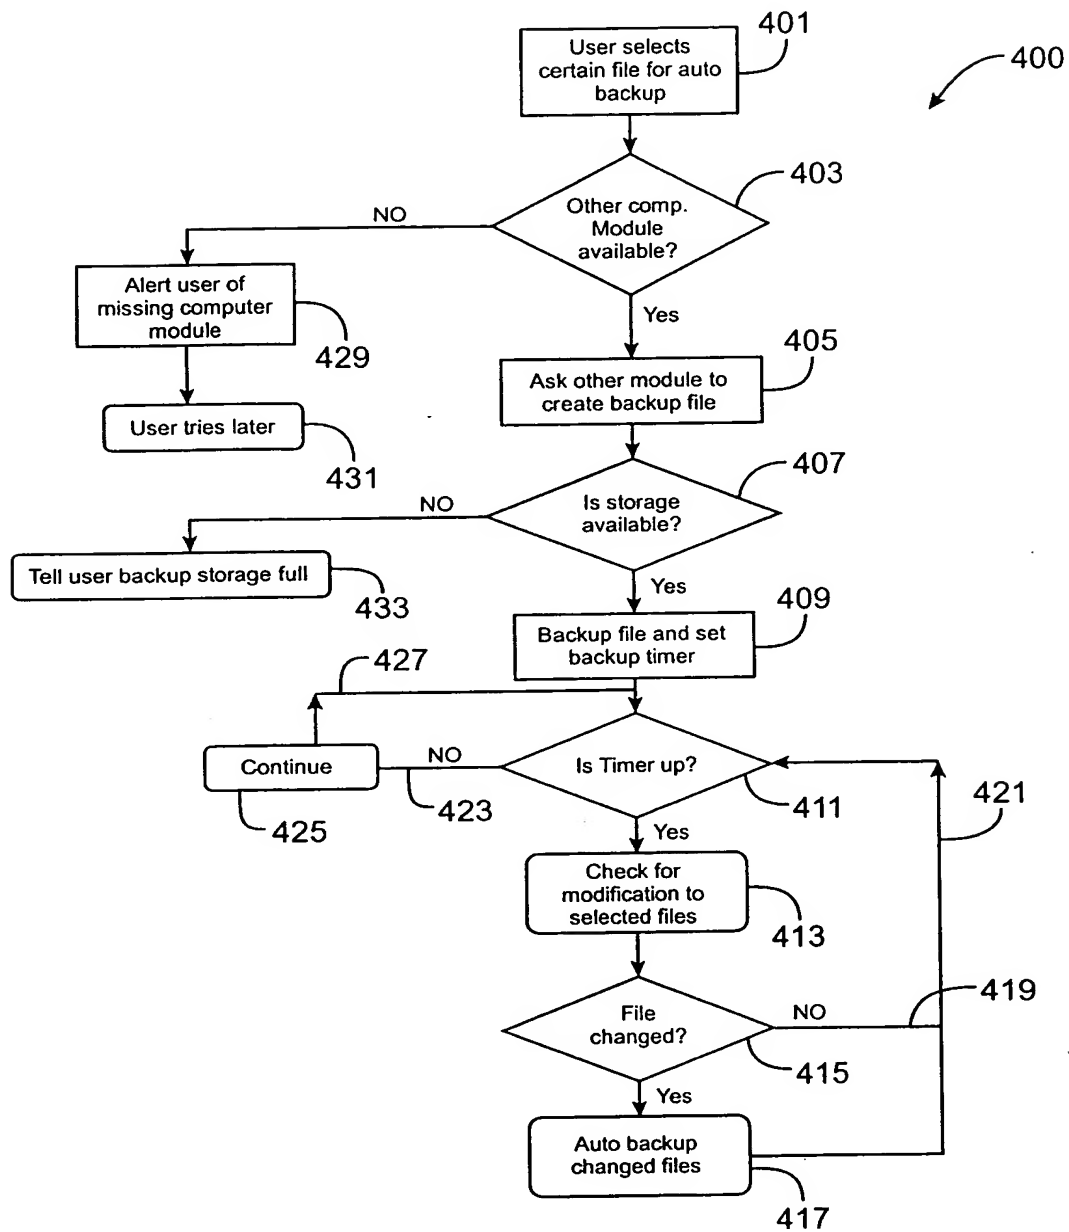 401
User selects
certain file for auto
backup
400
403
Other comp.
Module
available?
NO
Yes
Alert user of
missing computer
module
429
405
Ask other module to
create backup file
User tries later
431
407
Is storage
available?
NO
Yes
Tell user backup storage full
433
409
Backup file and set
backup timer
427
Is Timer up?
NO
Continue
423
425
411
421
Yes
Check for
modification to
selected files
413
File
changed?
NO
419
415
Yes
Auto backup
changed files
417